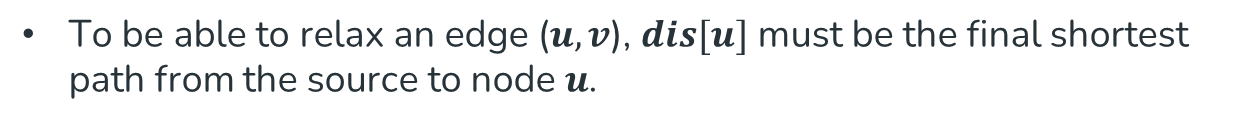 • To be able to relax an edge (u, v), dis[u] must be the final shortest
path from the source to node u.